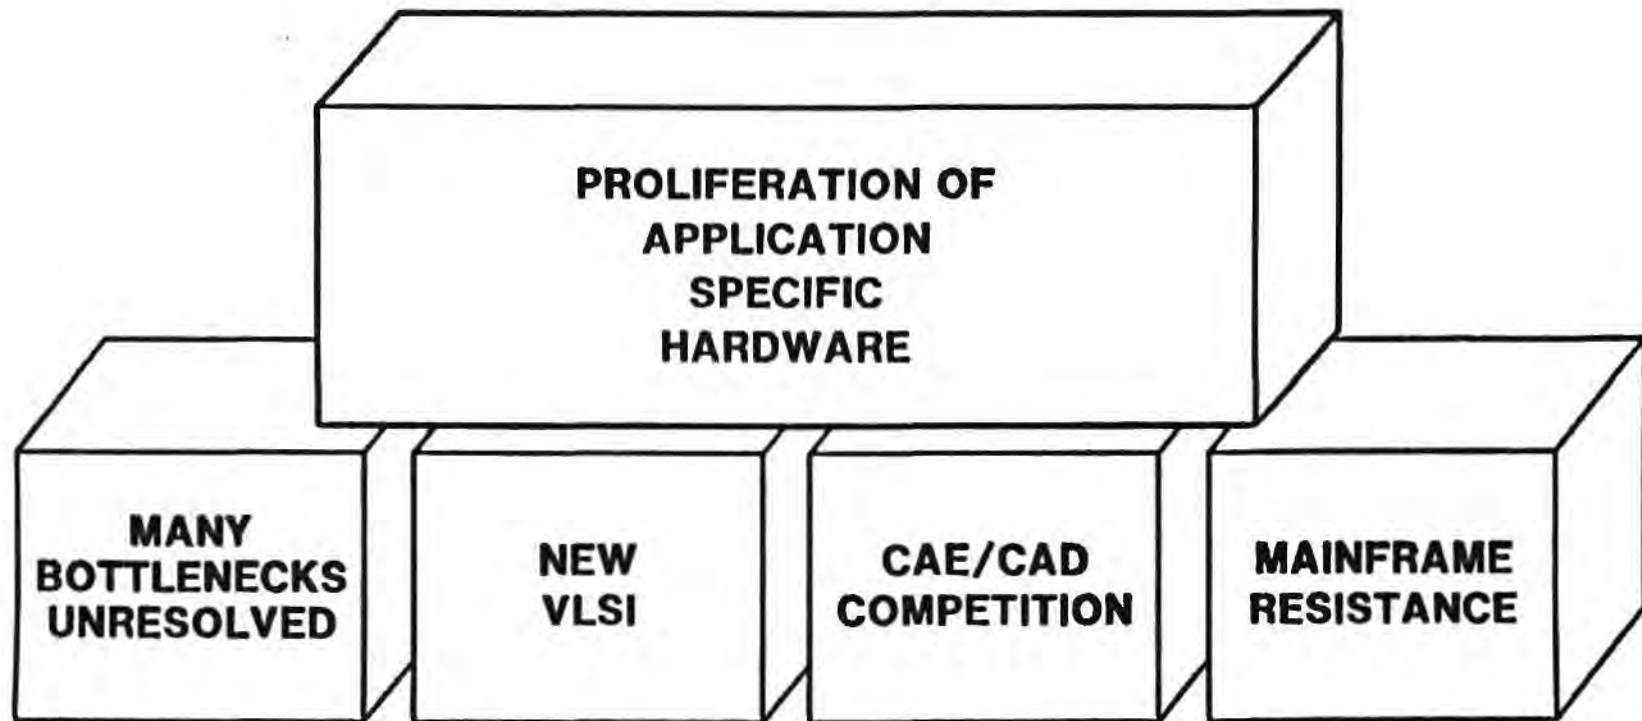 PROLIFERATION OF
APPLICATION
SPECIFIC
HARDWARE
MANY
BOTTLENECKS
UNRESOLVED
NEW
VLSI
CAE/CAD
COMPETITION
MAINFRAME
RESISTANCE